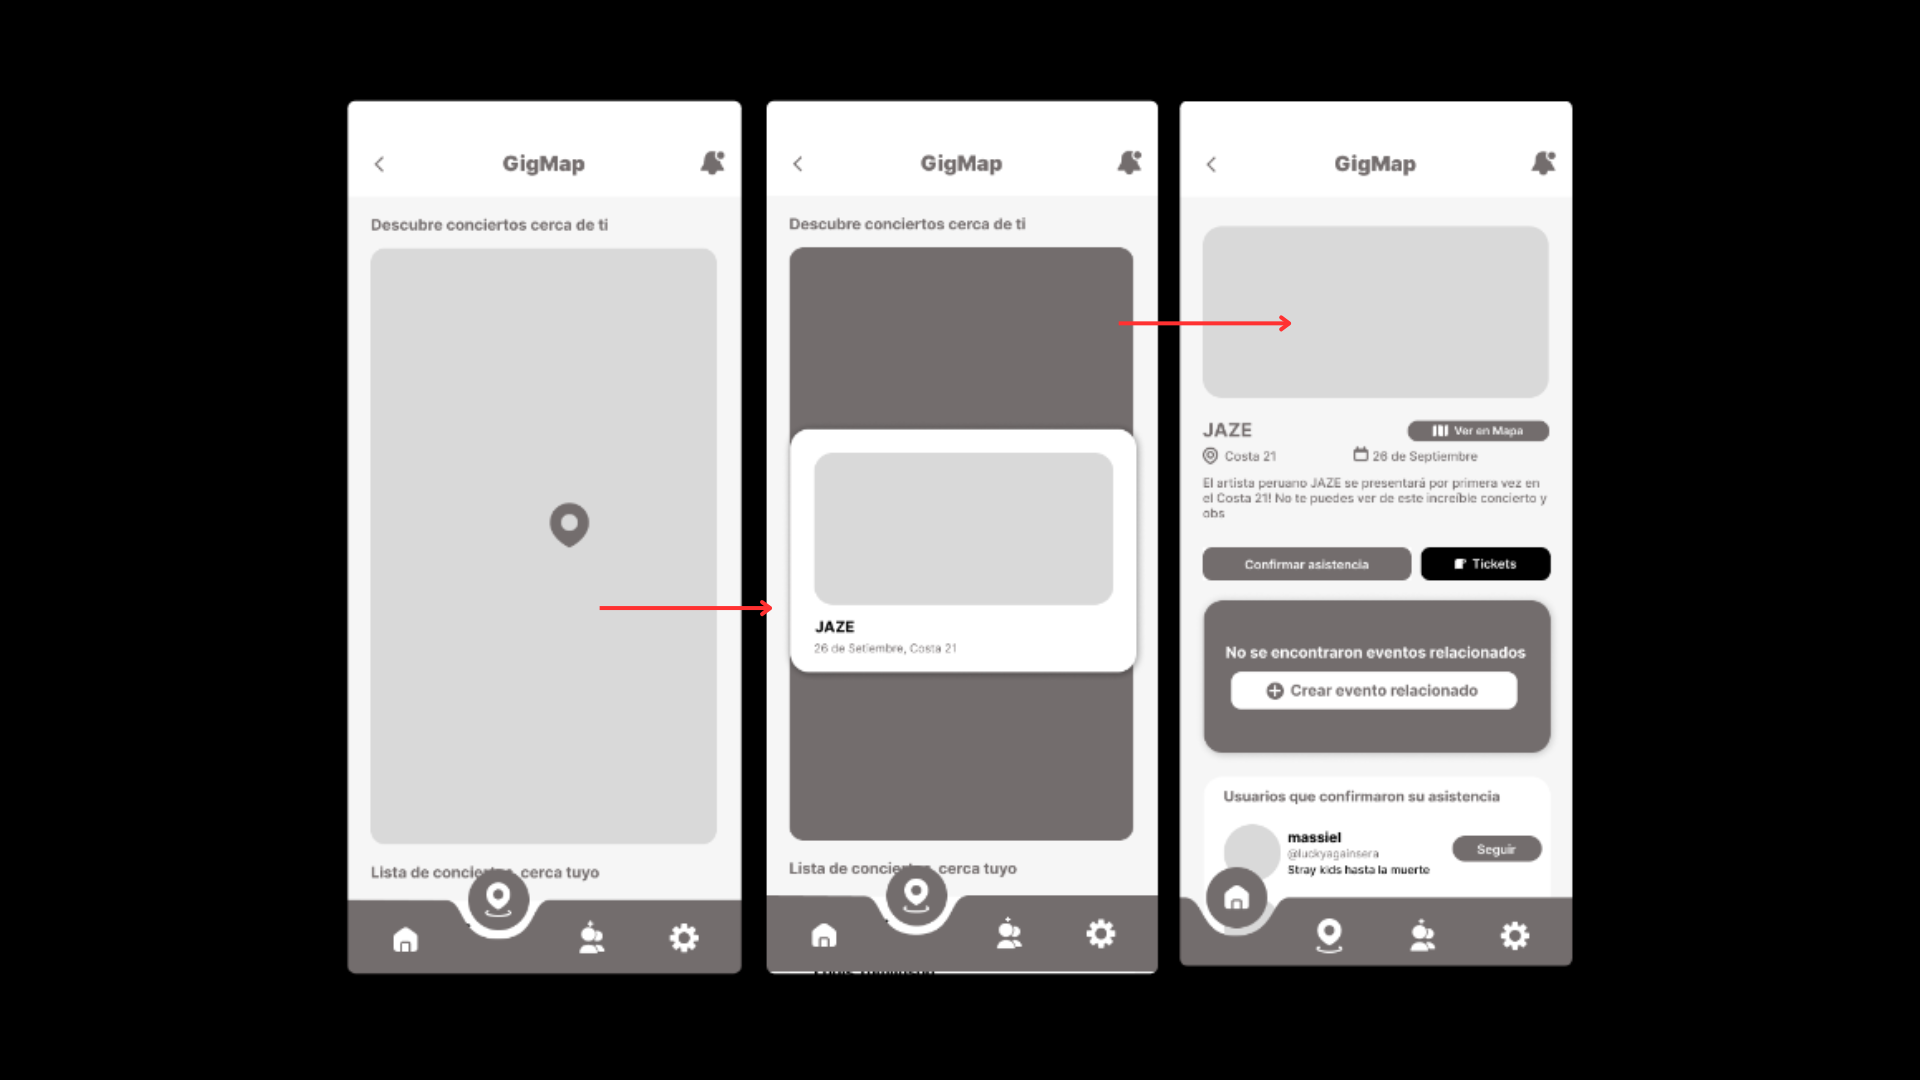 GigMap
Descubre conciertos cerca de ti
Lista de concier cerca tuyo
GigMap
Descubre conciertos cerca de ti
JAZE
26 de Setiembre, Costa 21
Lista de concier cerca tuyo
GigMap
JAZE
Ver en Mapa
Costa 21
26 de Septiembre
El artista peruano JAZE se presentará por primera vez en
el Costa 21! No te puedes ver de este increíble concierto y
obs
Confirmar asistencia
Tickets
No se encontraron eventos relacionados
Crear evento relacionado
Usuarios que confirmaron su asistencia
massiel
@luckyagainsera
Seguir
Stray kids hasta la muerte